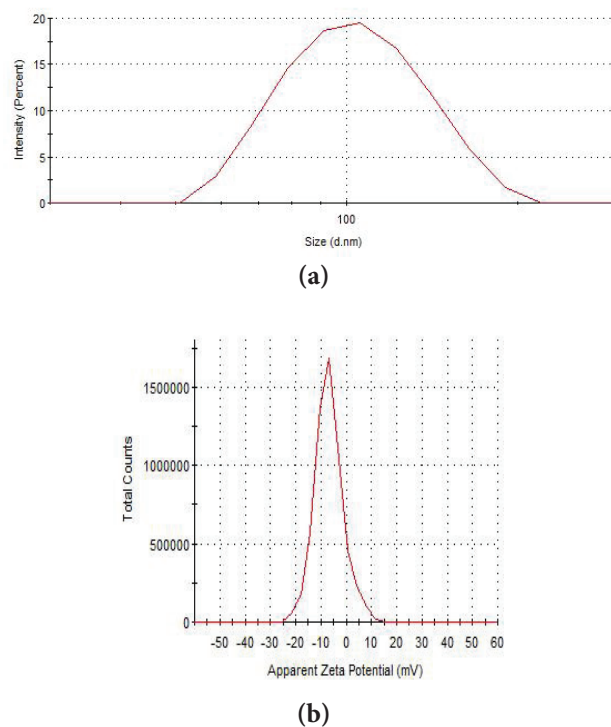 20
15
10
5
0
Intensity (Percent)
100
Size (d.nm)
(a)
1500000
1000000
500000
0
Total Counts
-50 -40 -30 -20 -10 0 10 20 30 40 50 60
Apparent Zeta Potential (mV)
(b)